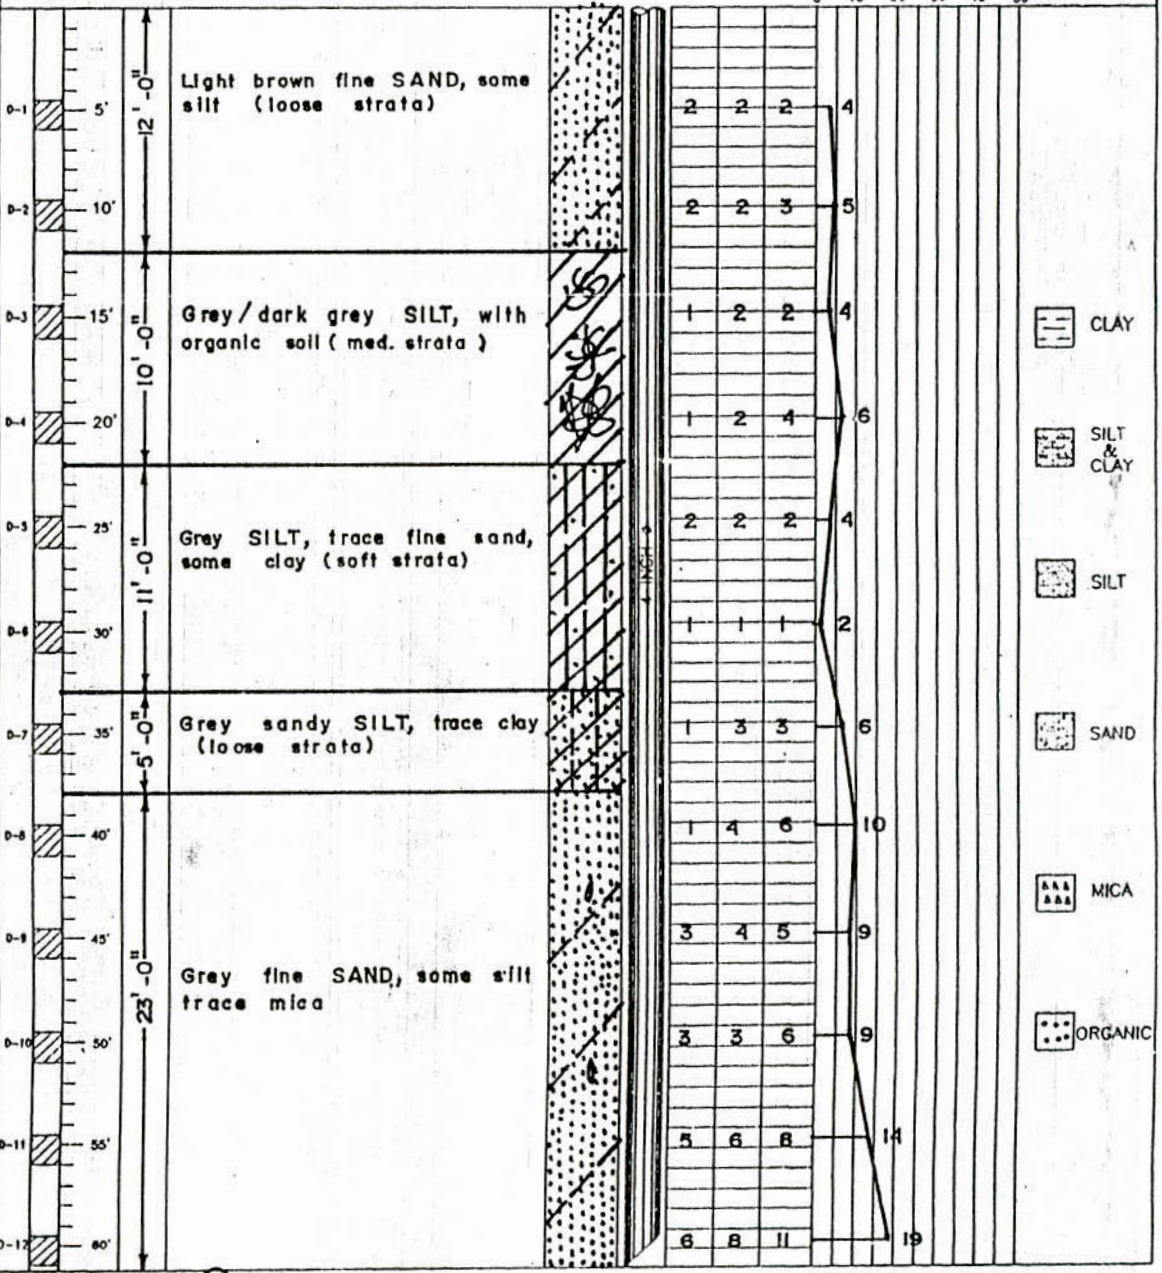 D-1 5' 2 2 2 4
12'-0"
Light brown fine SAND, some
silt (loose strata)
D-2 10' 2 2 3 5
D-3 15' 1 2 2 4
10'-0"
Grey/dark grey SILT, with
organic soil (med. strata)
D-4 20' 1 2 4 6
D-5 25' 2 2 2 4
11'-0"
Grey SILT, trace fine sand,
some clay (soft strata)
4 INCH
D-6 30' 1 1 1 2
D-7 35' 1 3 3 6
5'-0"
Grey sandy SILT, trace clay
(loose strata)
D-8 40' 1 4 6 10
D-9 45' 3 4 5 9
23'-0"
Grey fine SAND, some silt
trace mica
D-10 50' 3 3 6 9
D-11 55' 5 6 8 14
D-12 60' 6 8 11 19
CLAY
SILT
&
CLAY
SILT
SAND
MICA
ORGANIC